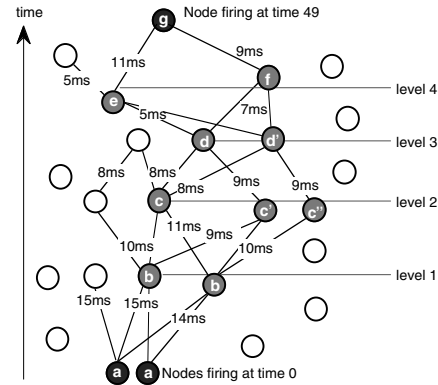 time
g Node firing at time 49
11ms 9ms
5ms
f
level 4
e
5ms 7ms
d d' level 3
8ms 8ms 9ms 9ms
8ms
c c' c'' level 2
11ms
10ms 9ms 10ms
b b level 1
15ms 15ms
14ms
a a Nodes firing at time 0